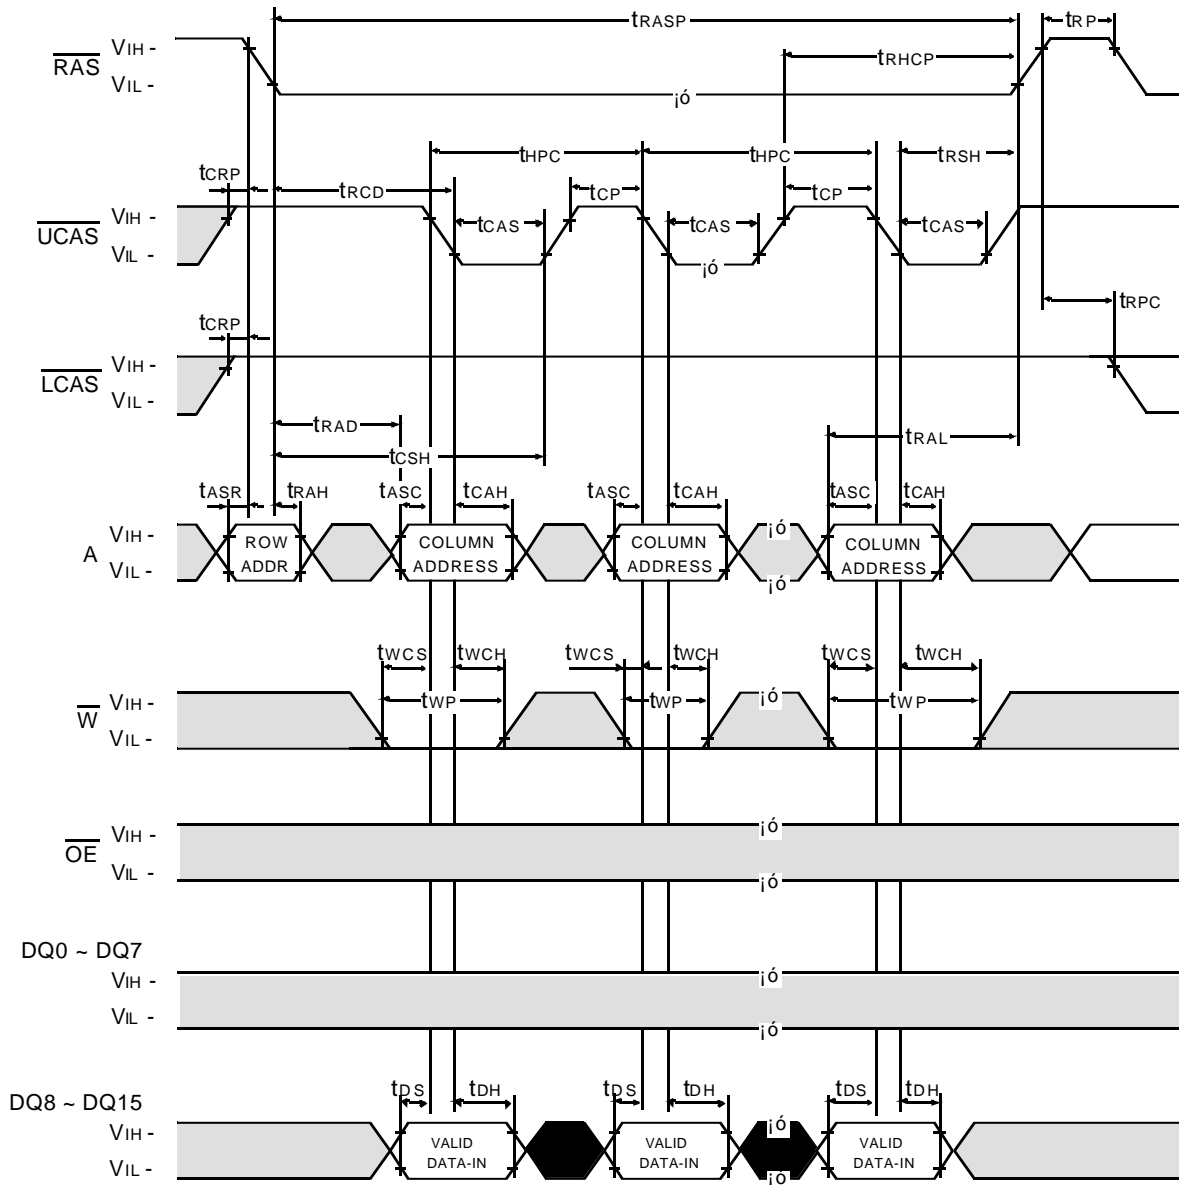 tRASP
tRP
tRHCP
RAS
VIH -
VIL -
¡ó
tHPC
tHPC
tRSH
tCRP
tRCD
tCP
tCP
UCAS
VIH -
VIL -
tCAS
tCAS
tCAS
¡ó
tRPC
tCRP
LCAS
VIH -
VIL -
tRAD
tRAL
tCSH
tASR
tRAH
tASC
tCAH
tASC
tCAH
tASC
tCAH
A
VIH -
VIL -
ROW
ADDR
COLUMN
ADDRESS
COLUMN
ADDRESS
¡ó
¡ó
COLUMN
ADDRESS
tWCS
tWCH
tWCS
tWCH
tWCS
tWCH
W
VIH -
VIL -
tWP
tWP
¡ó
tWP
OE
VIH -
VIL -
¡ó
¡ó
DQ0 ~ DQ7
VIH -
VIL -
¡ó
¡ó
tDS
tDH
tDS
tDH
tDS
tDH
DQ8 ~ DQ15
VIH -
VIL -
VALID
DATA-IN
VALID
DATA-IN
¡ó
¡ó
VALID
DATA-IN